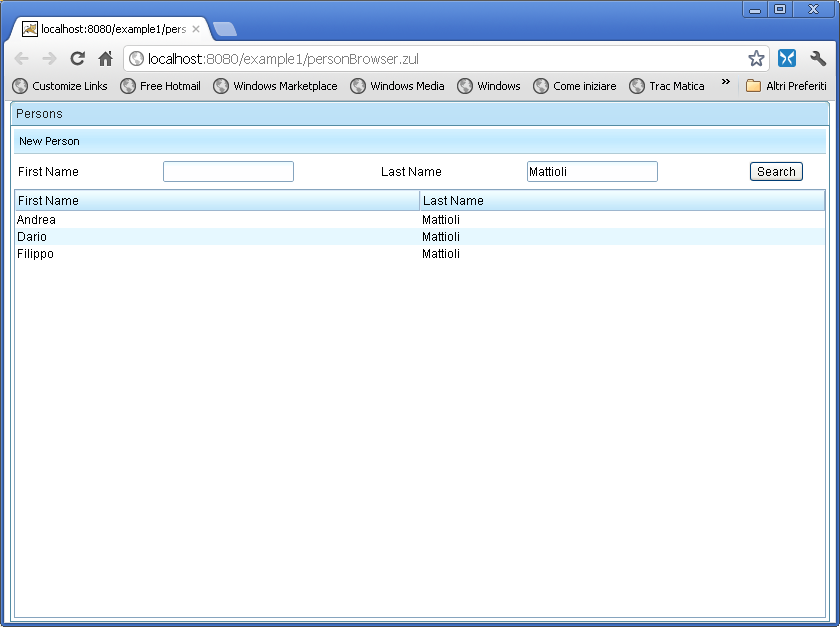 localhost:8080/example1/pers
localhost:8080/example1/personBrowser.zul
Customize Links Free Hotmail Windows Marketplace Windows Media Windows Come iniziare Trac Matica » Altri Preferiti
Persons
New Person
First Name Last Name Mattioli Search
First Name Last Name
Andrea Mattioli
Dario Mattioli
Filippo Mattioli